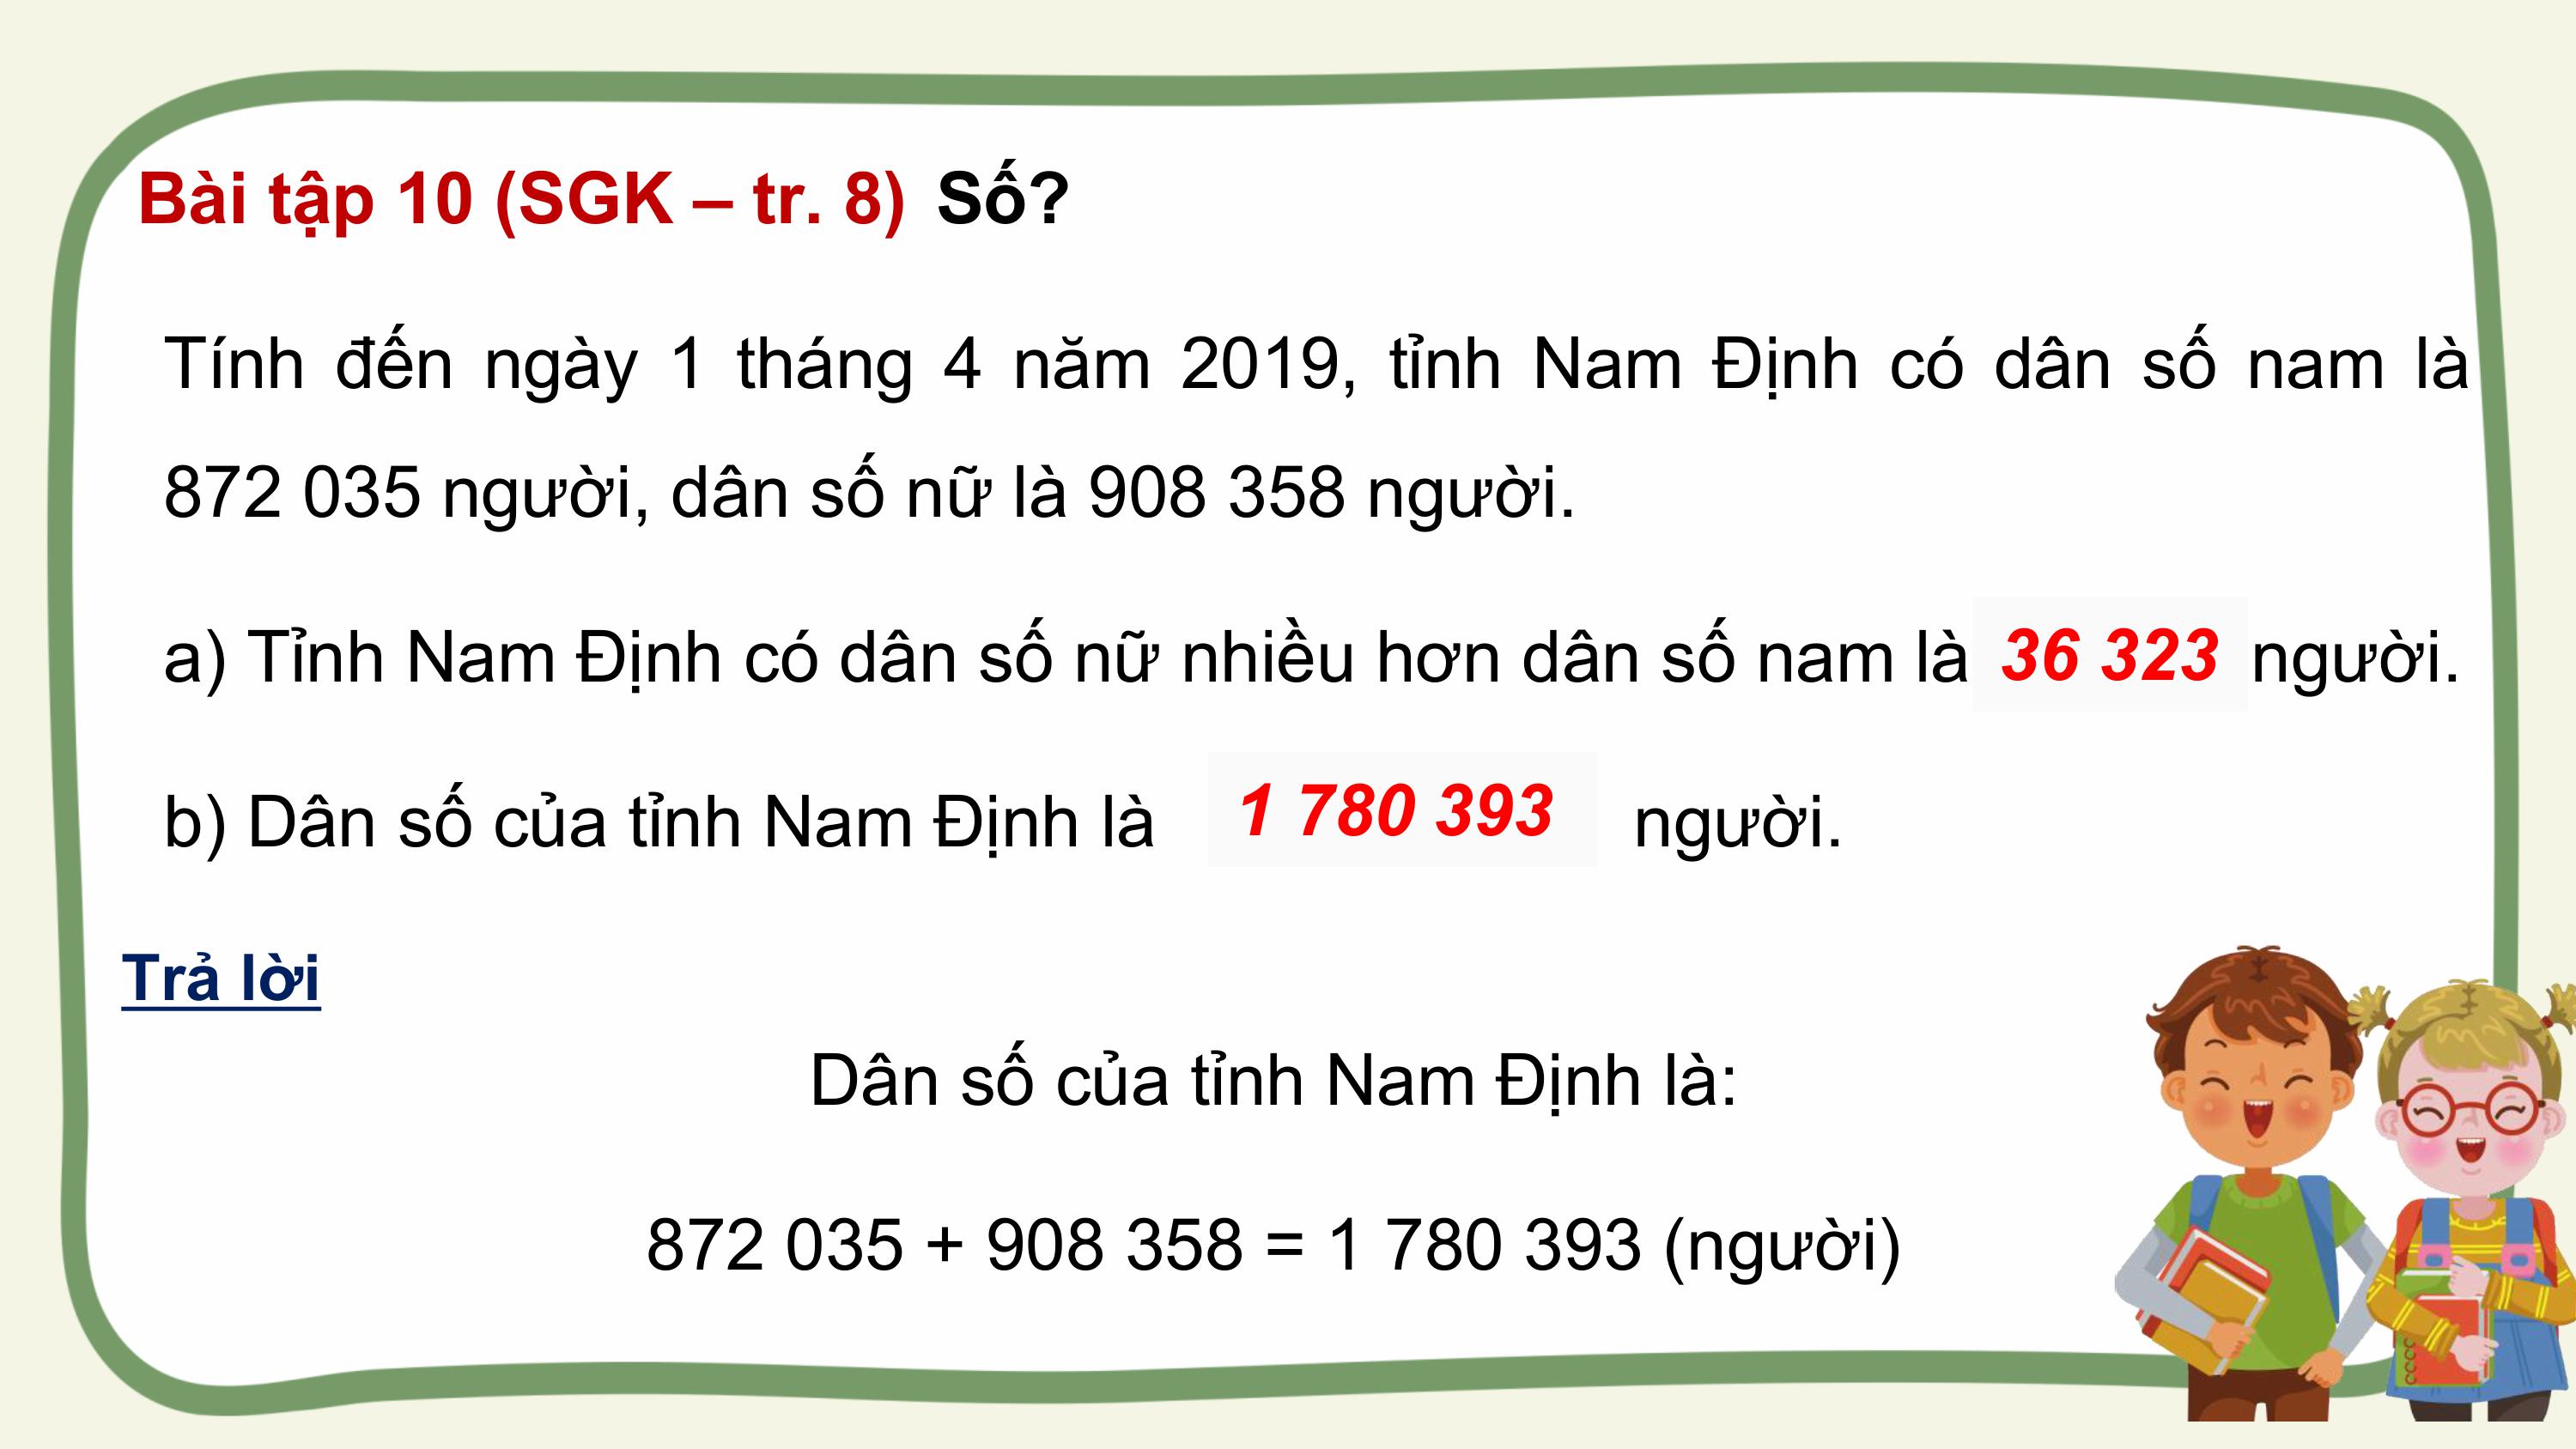 Bài tập 10 (SGK – tr. 8) Số?
Tính đến ngày 1 tháng 4 năm 2019, tỉnh Nam Định có dân số nam là
872 035 người, dân số nữ là 908 358 người.
a) Tỉnh Nam Định có dân số nữ nhiều hơn dân số nam là 36 323 người.
b) Dân số của tỉnh Nam Định là 1 780 393 người.
Trả lời
Dân số của tỉnh Nam Định là:
872 035 + 908 358 = 1 780 393 (người)